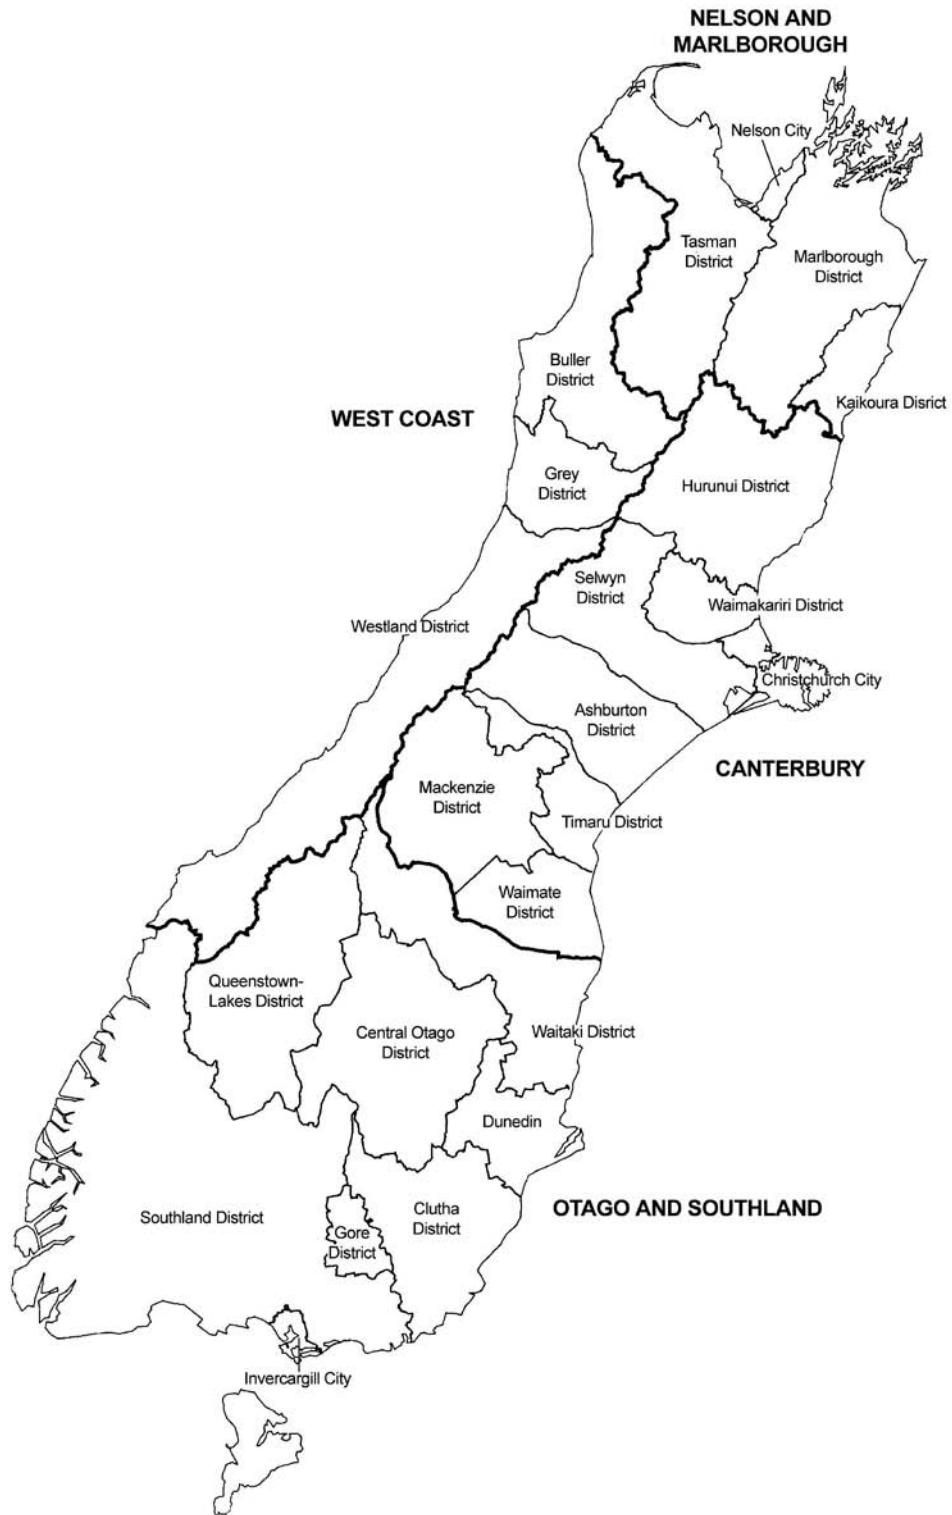 NELSON AND
MARLBOROUGH
Nelson City
Tasman
District
Marlborough
District
Buller
District
Kaikoura Disrict
WEST COAST
Grey
District
Hurunui District
Selwyn
District
Waimakariri District
Westland District
Christchurch City
Ashburton
District
CANTERBURY
Mackenzie
District
Timaru District
Waimate
District
Queenstown-
Lakes District
Central Otago
District
Waitaki District
Dunedin
Southland District
Gore
District
Clutha
District
OTAGO AND SOUTHLAND
Invercargill City